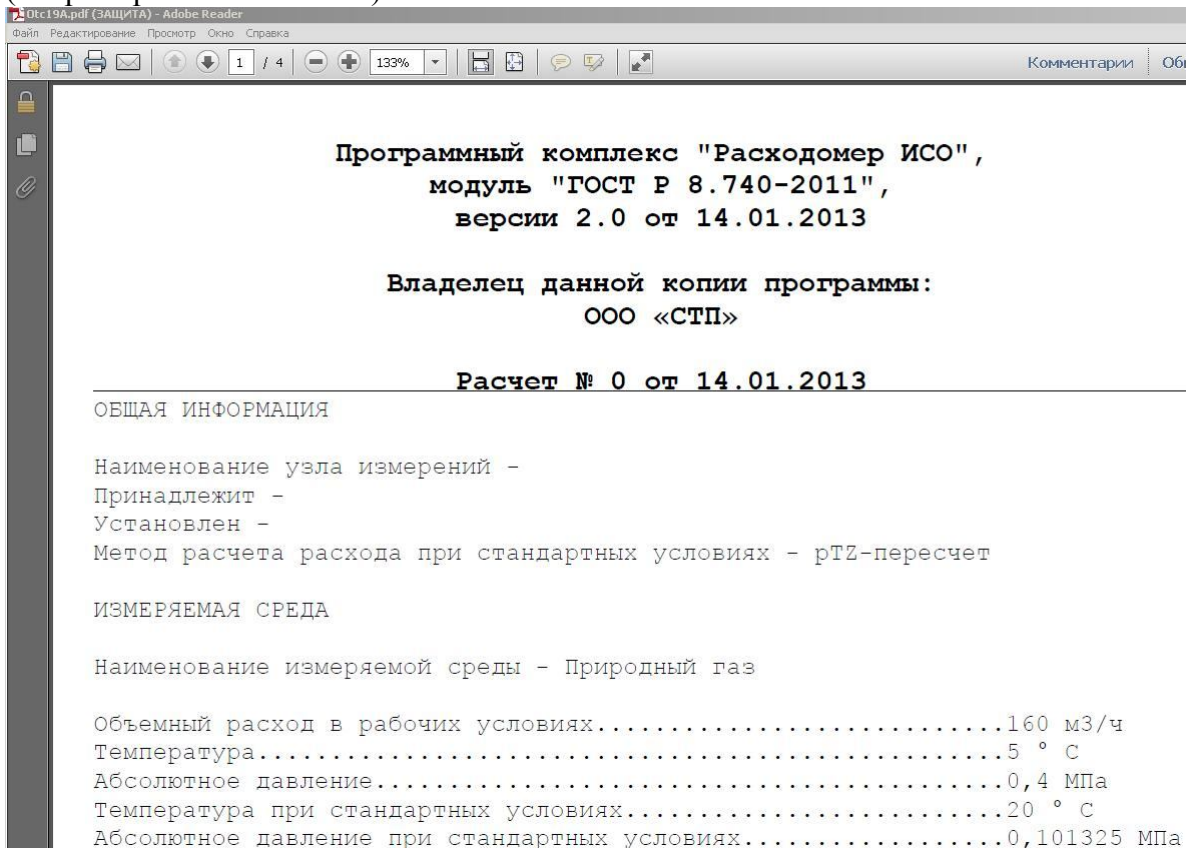 Otc19A.pdf (ЗАЩИТА) - Adobe Reader
Файл Редактирование Просмотр Окно Справка
1 / 4 133% Комментарии
Программный комплекс "Расходомер ИСО",
модуль "ГОСТ Р 8.740-2011",
версии 2.0 от 14.01.2013
Владелец данной копии программы:
ООО «СТП»
Расчет № 0 от 14.01.2013
ОБЩАЯ ИНФОРМАЦИЯ
Наименование узла измерений -
Принадлежит -
Установлен -
Метод расчета расхода при стандартных условиях - pTZ-пересчет
ИЗМЕРЯЕМАЯ СРЕДА
Наименование измеряемой среды - Природный газ
Объемный расход в рабочих условиях............................160 м3/ч
Температура...................................................5 ° С
Абсолютное давление...........................................0,4 МПа
Температура при стандартных условиях..........................20 ° С
Абсолютное давление при стандартных условиях..................0,101325 МПа